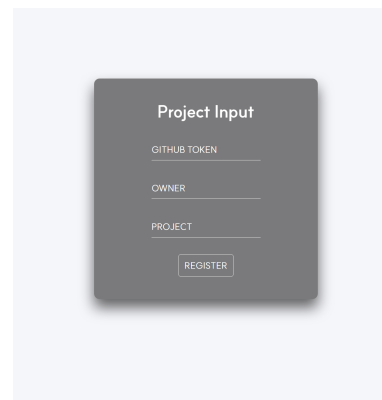 Project Input
GITHUB TOKEN
OWNER
PROJECT
REGISTER